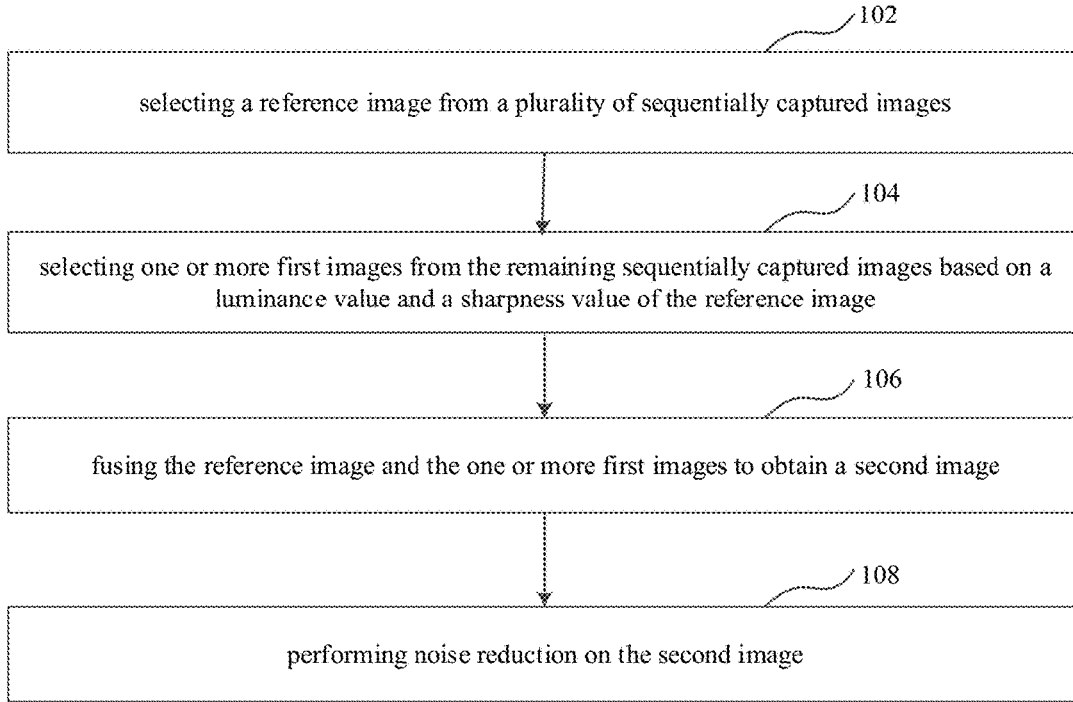 102
selecting a reference image from a plurality of sequentially captured images
104
selecting one or more first images from the remaining sequentially captured images based on a
luminance value and a sharpness value of the reference image
106
fusing the reference image and the one or more first images to obtain a second image
108
performing noise reduction on the second image